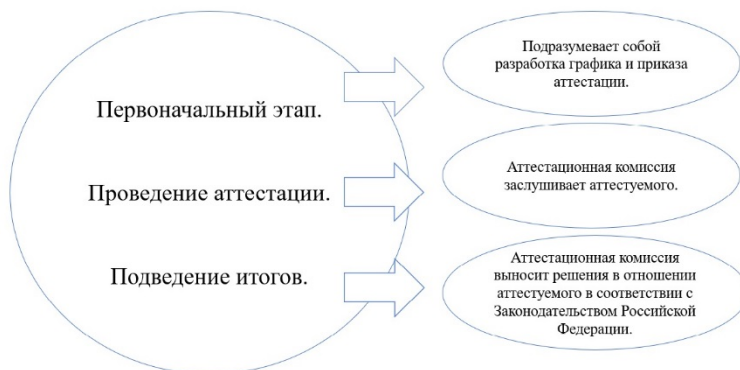 Первоначальный этап.
Подразумевает собой
разработка графика и приказа
аттестации.
Проведение аттестации.
Аттестационная комиссия
заслушивает аттестуемого.
Подведение итогов.
Аттестационная комиссия
выносит решения в отношении
аттестуемого в соответствии с
Законодательством Российской
Федерации.